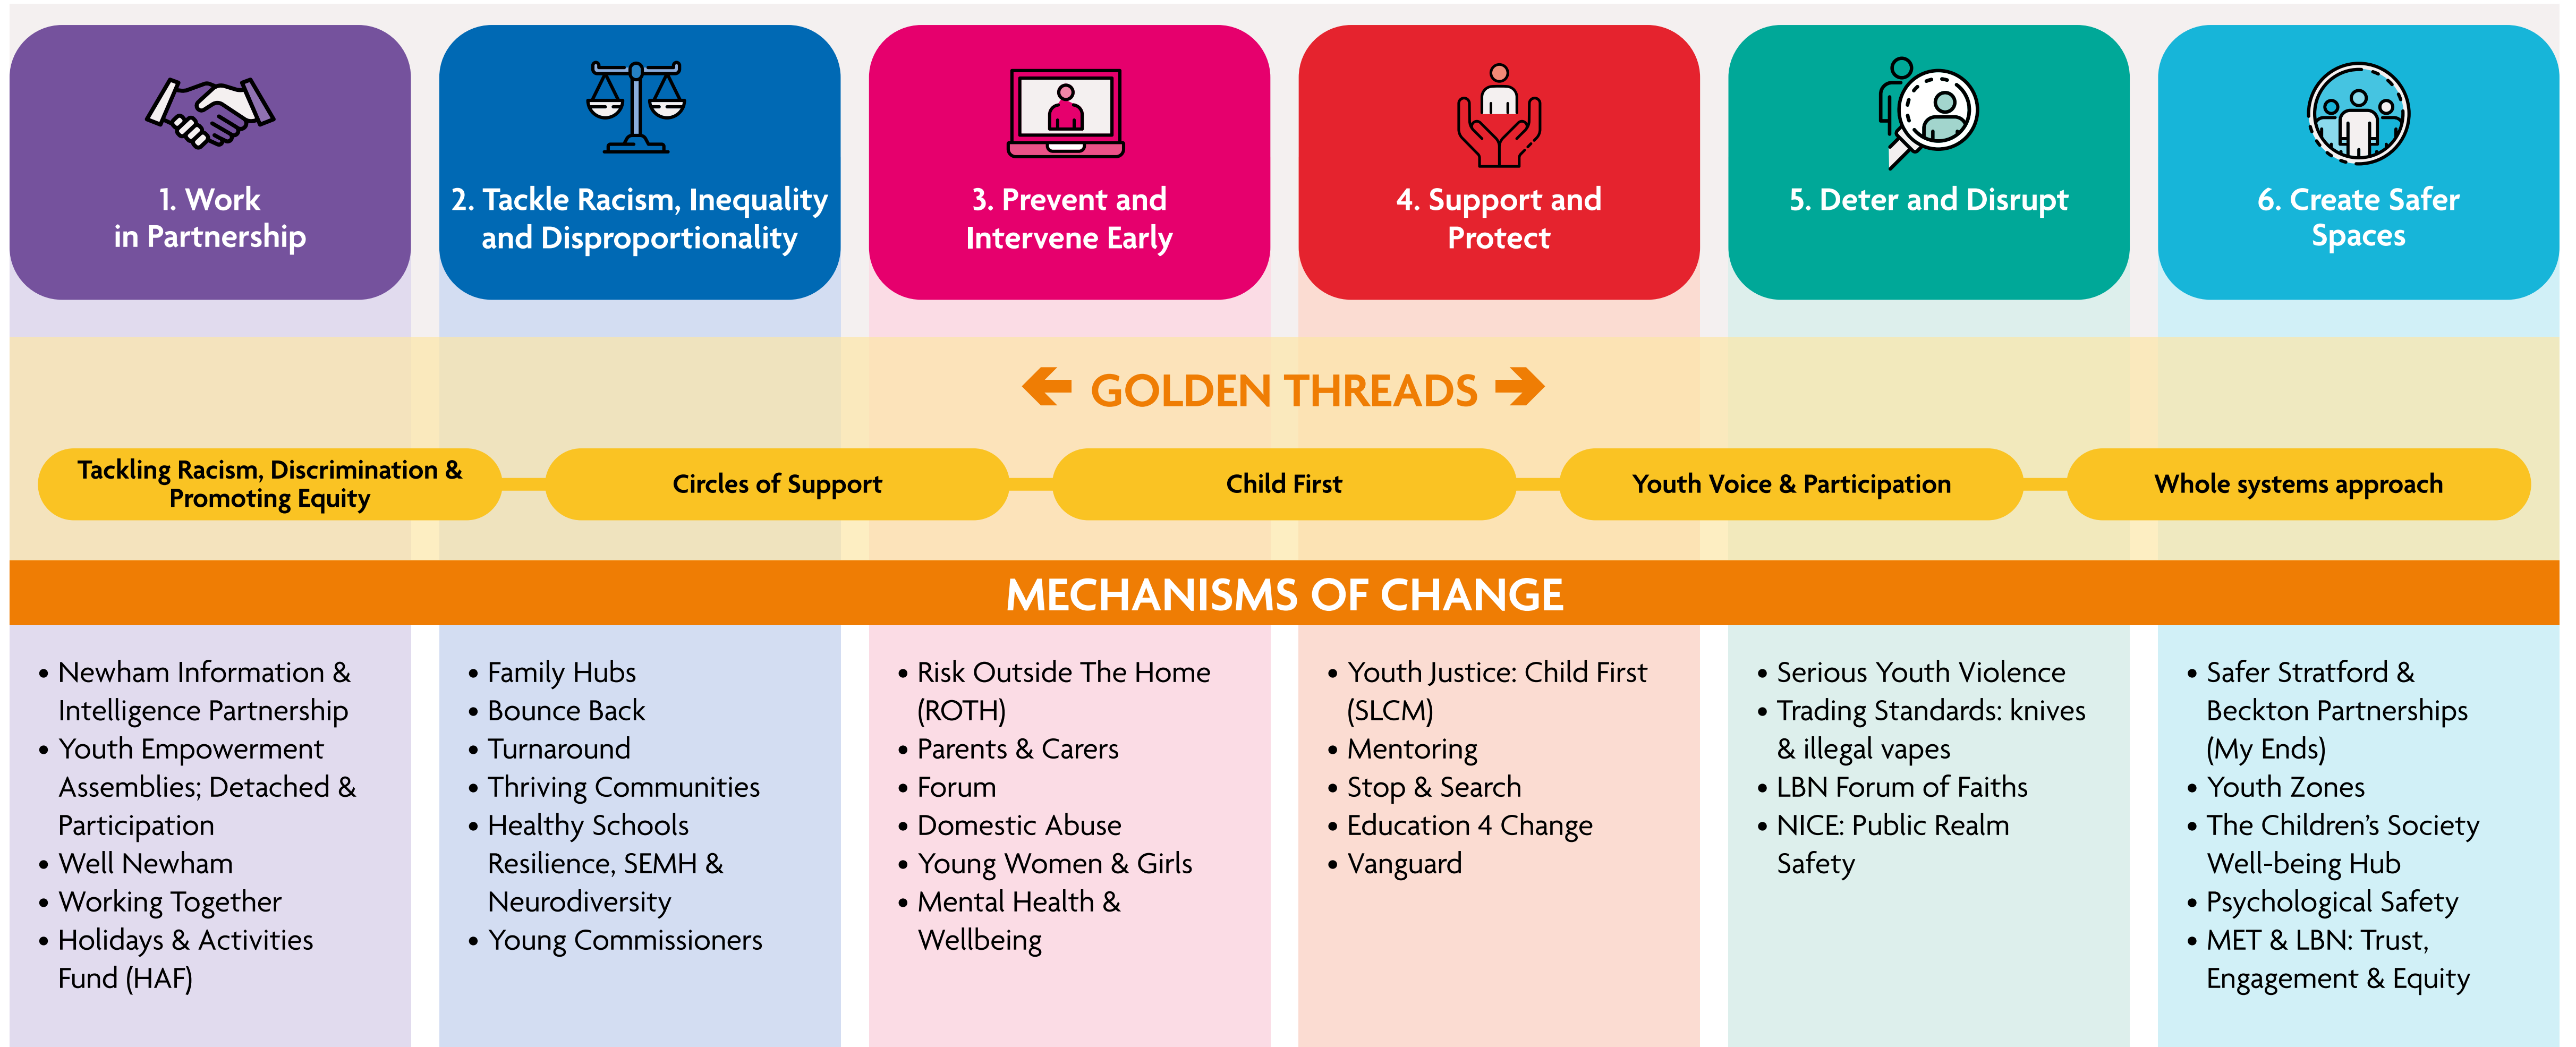 1. Work
in Partnership
2. Tackle Racism, Inequality
and Disproportionality
3. Prevent and
Intervene Early
4. Support and
Protect
5. Deter and Disrupt
6. Create Safer
Spaces
GOLDEN THREADS
Tackling Racism, Discrimination &
Promoting Equity
Circles of Support
Child First
Youth Voice & Participation
Whole systems approach
MECHANISMS OF CHANGE
• Newham Information &
Intelligence Partnership
• Youth Empowerment
Assemblies; Detached &
Participation
• Well Newham
• Working Together
• Holidays & Activities
Fund (HAF)
• Family Hubs
• Bounce Back
• Turnaround
• Thriving Communities
• Healthy Schools
Resilience, SEMH &
Neurodiversity
• Young Commissioners
• Risk Outside The Home
(ROTH)
• Parents & Carers
• Forum
• Domestic Abuse
• Young Women & Girls
• Mental Health &
Wellbeing
• Youth Justice: Child First
(SLCM)
• Mentoring
• Stop & Search
• Education 4 Change
• Vanguard
• Serious Youth Violence
• Trading Standards: knives
& illegal vapes
• LBN Forum of Faiths
• NICE: Public Realm
Safety
• Safer Stratford &
Beckton Partnerships
(My Ends)
• Youth Zones
• The Children’s Society
Well-being Hub
• Psychological Safety
• MET & LBN: Trust,
Engagement & Equity